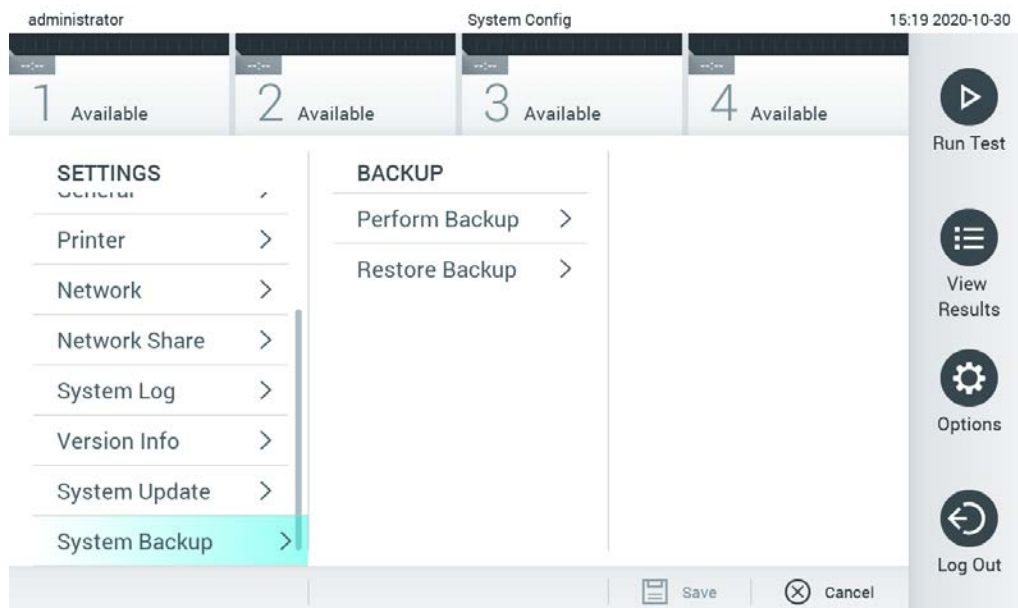 administrator System Config 15:19 2020-10-30
--:-- --:-- --:-- --:--
1 Available 2 Available 3 Available 4 Available
Run Test
SETTINGS BACKUP
General
Perform Backup
Printer
Restore Backup
Network
View
Results
Network Share
System Log
Options
Version Info
System Update
System Backup
Log Out
Save Cancel